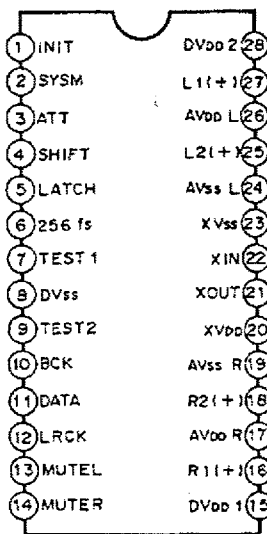 1 INIT DVDD 2 28
2 SYSM L1(+) 27
3 ATT AVDD L 26
4 SHIFT L2(+) 25
5 LATCH AVss L 24
6 256 fs XVss 23
7 TEST1 XIN 22
8 DVss XOUT 21
9 TEST2 XVDD 20
10 BCK AVss R 19
11 DATA R2(+) 18
12 LRCK AVDD R 17
13 MUTEL R1(+) 16
14 MUTER DVDD 1 15